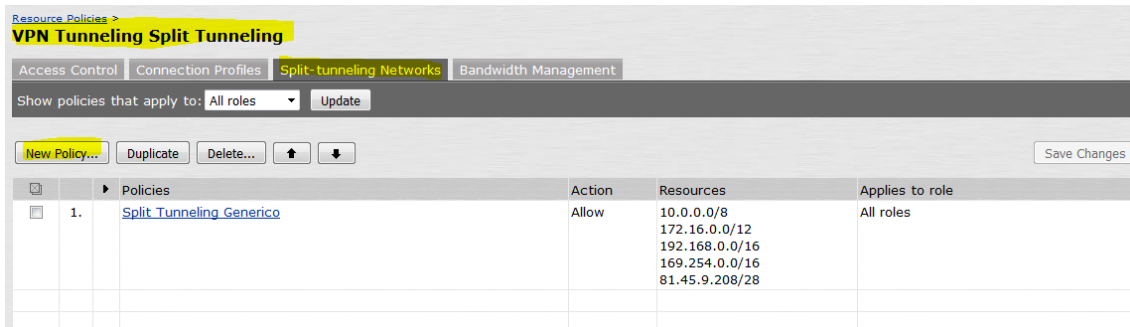 Resource Policies >
VPN Tunneling Split Tunneling
Access Control Connection Profiles Split-tunneling Networks Bandwidth Management
Show policies that apply to: All roles Update
New Policy... Duplicate Delete... Save Changes
Policies Action Resources Applies to role
1. Split Tunneling Generico Allow 10.0.0.0/8 All roles
172.16.0.0/12
192.168.0.0/16
169.254.0.0/16
81.45.9.208/28